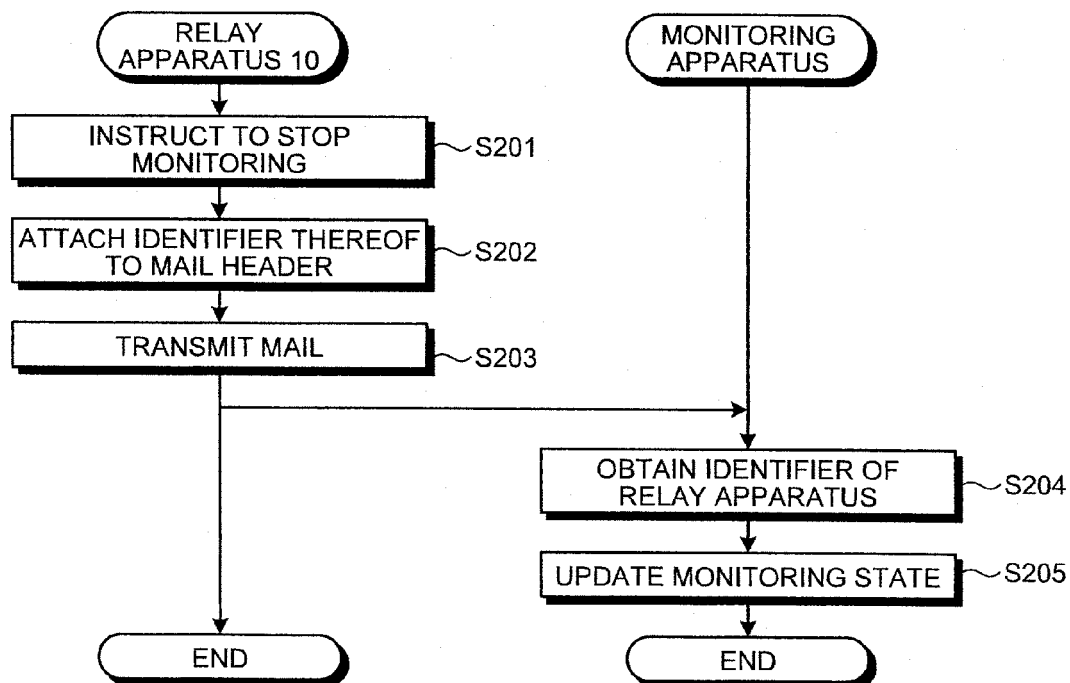 RELAY
APPARATUS 10
MONITORING
APPARATUS
INSTRUCT TO STOP
MONITORING
S201
ATTACH IDENTIFIER THEREOF
TO MAIL HEADER
S202
TRANSMIT MAIL
S203
OBTAIN IDENTIFIER OF
RELAY APPARATUS
S204
UPDATE MONITORING STATE
S205
END
END